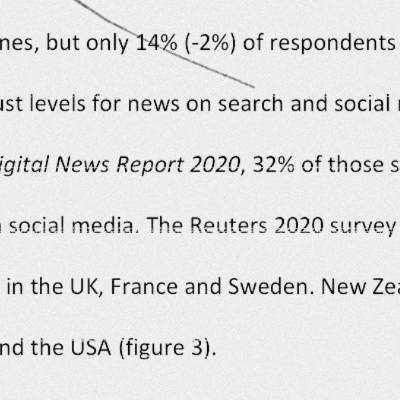 nes, but only 14% (-2%) of respondents
ust levels for news on search and social
igital News Report 2020, 32% of those
social media. The Reuters 2020 survey
in the UK, France and Sweden. New Zea
nd the USA (figure 3).